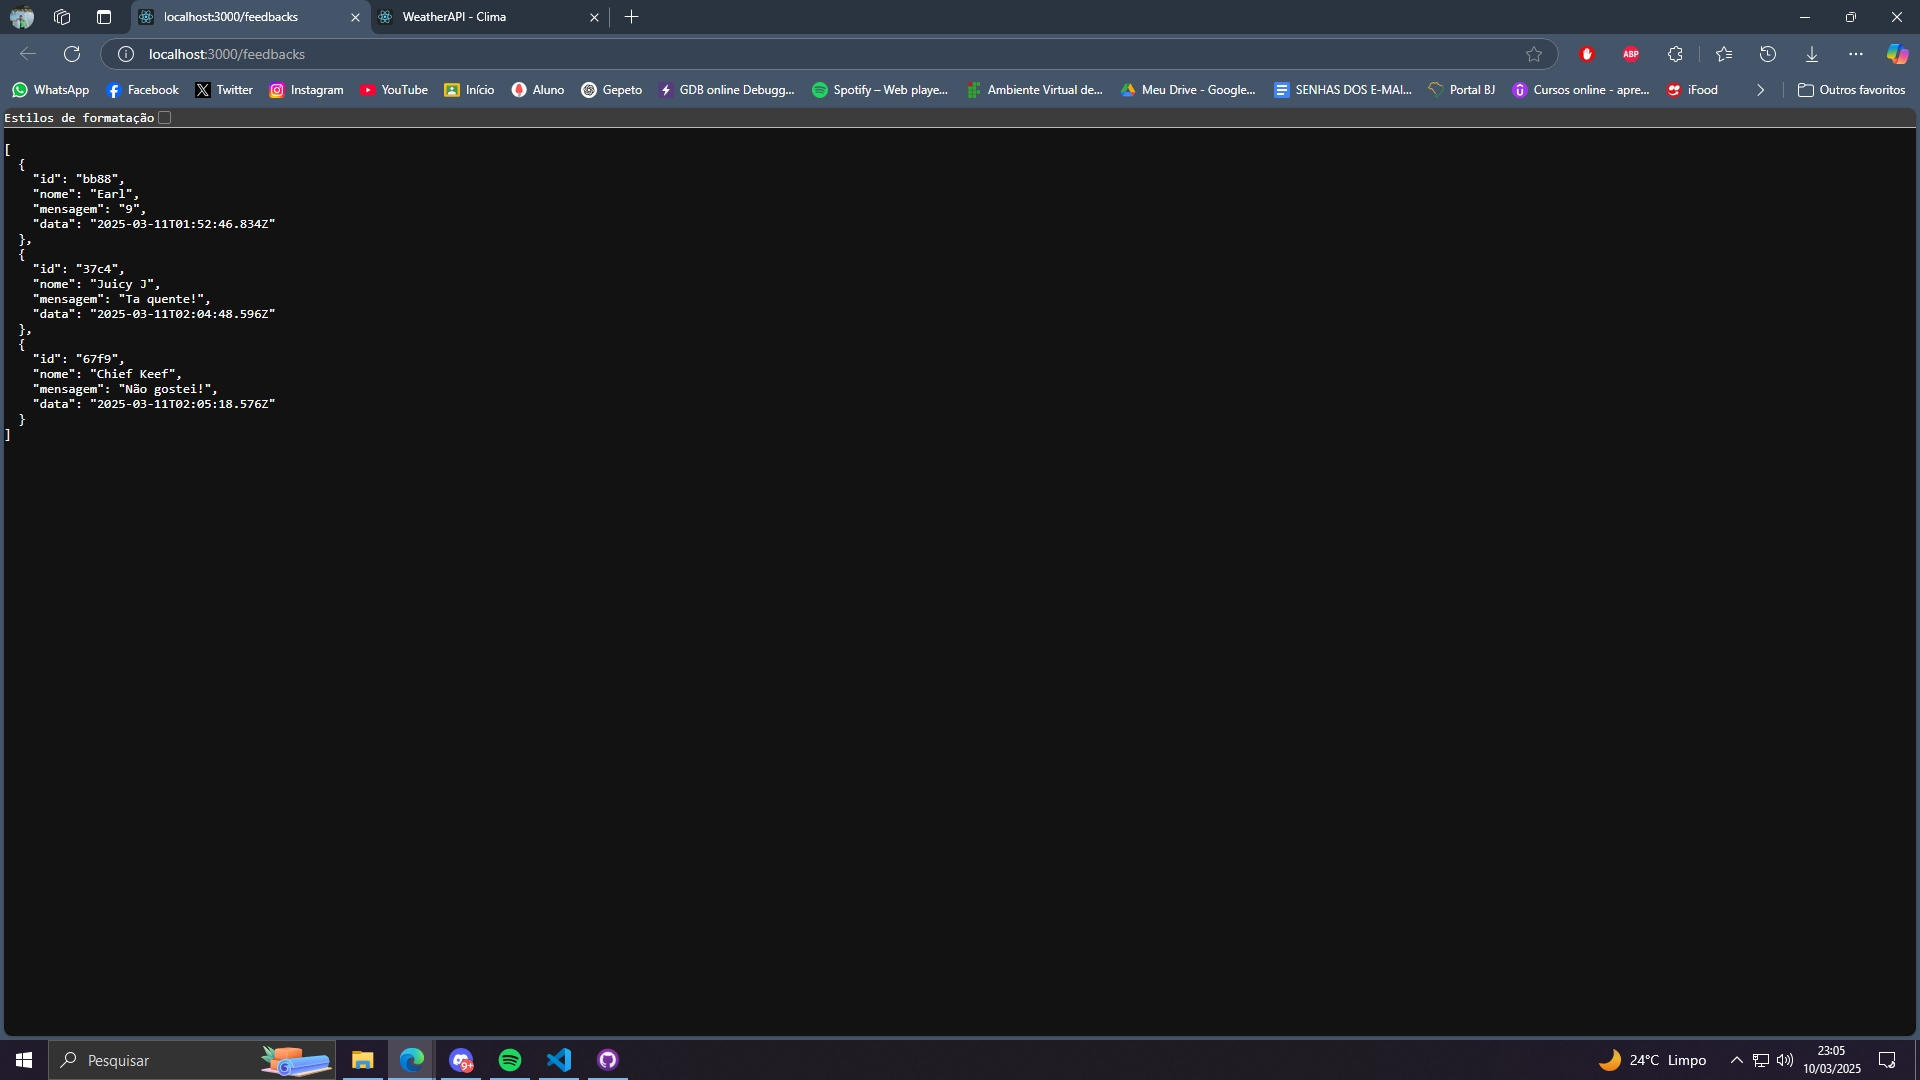 localhost:3000/feedbacks
WeatherAPI - Clima
localhost:3000/feedbacks
ABP
WhatsApp
Facebook
Twitter
Instagram
YouTube
Início
Aluno
Gepeto
GDB online Debugg...
Spotify – Web playe...
Ambiente Virtual de...
Meu Drive - Google...
SENHAS DOS E-MAI...
Portal BJ
Cursos online - apre...
iFood
Outros favoritos
Estilos de formatação
[
  {
    "id": "bb88",
    "nome": "Earl",
    "mensagem": "9",
    "data": "2025-03-11T01:52:46.834Z"
  },
  {
    "id": "37c4",
    "nome": "Juicy J",
    "mensagem": "Ta quente!",
    "data": "2025-03-11T02:04:48.596Z"
  },
  {
    "id": "67f9",
    "nome": "Chief Keef",
    "mensagem": "Não gostei!",
    "data": "2025-03-11T02:05:18.576Z"
  }
]
Pesquisar
9+
24°C Limpo
23:05
10/03/2025